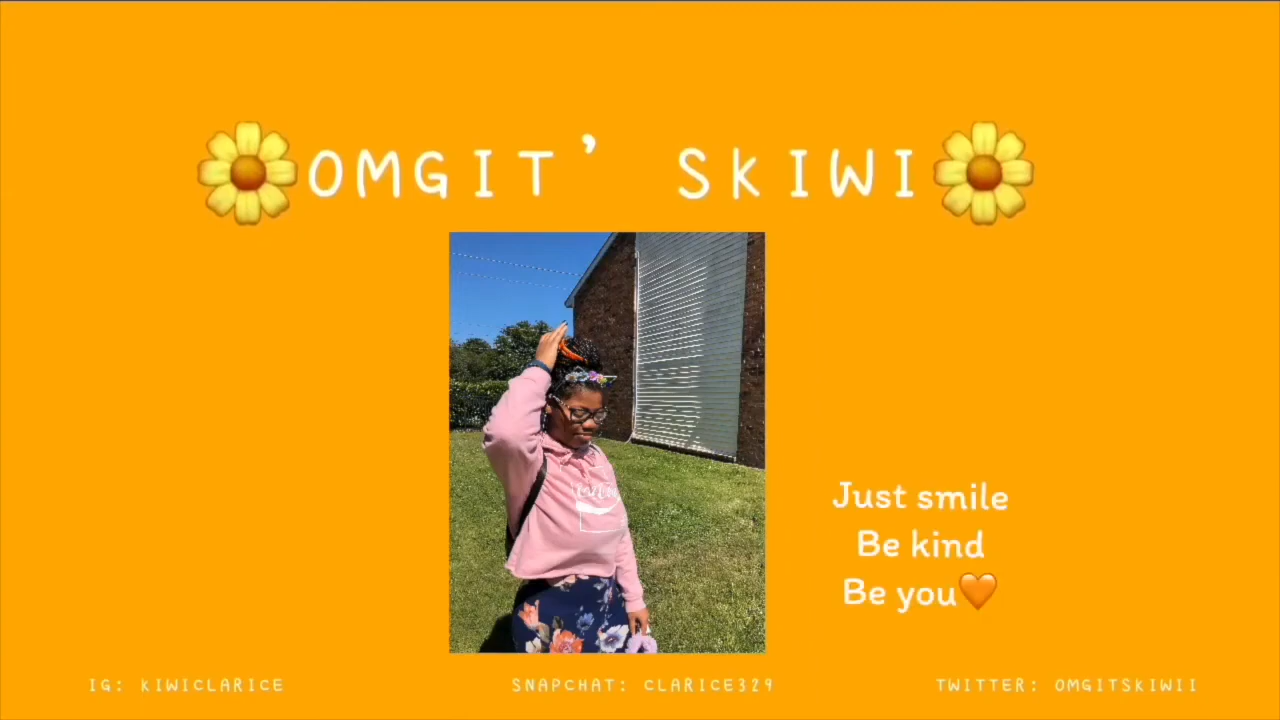 OMGIT' SKIWI
Just smile
Be kind
Be you🧡
IG: KIWICLARICE
SNAPCHAT: CLARICE329
TWITTER: OMGITSKIWII